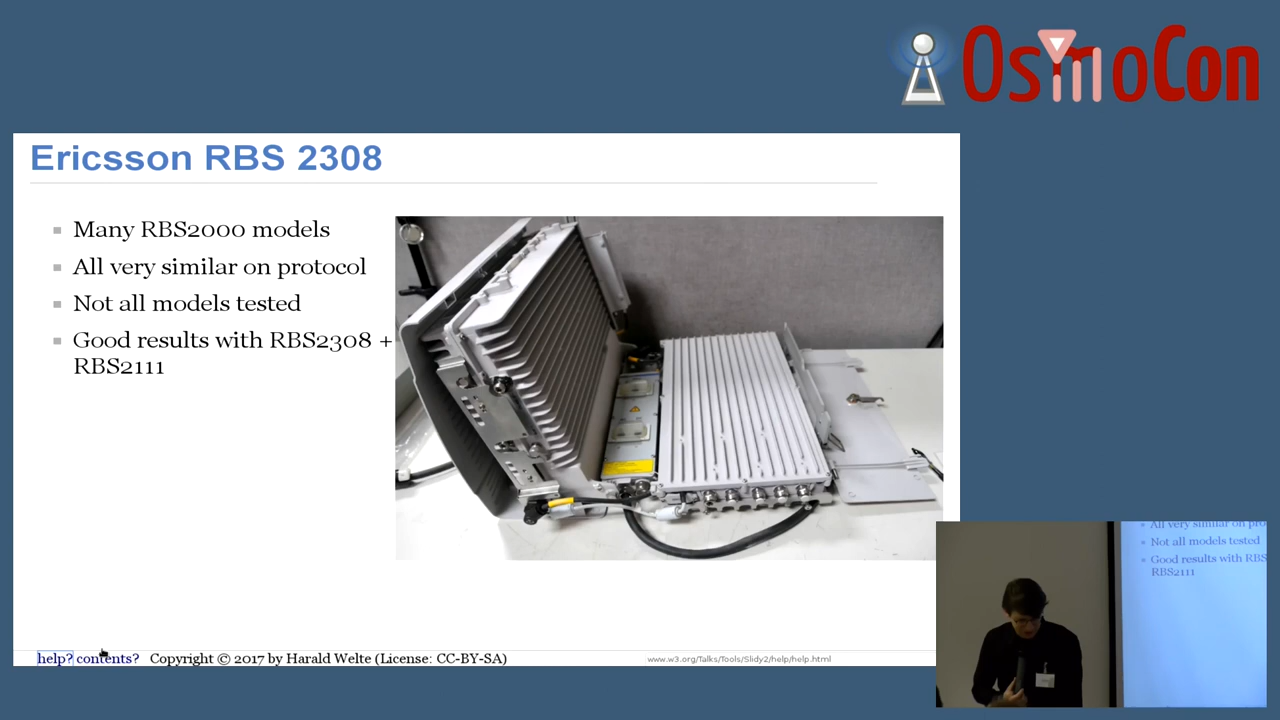 OsmoCon
Ericsson RBS 2308
Many RBS2000 models
All very similar on protocol
Not all models tested
Good results with RBS2308 +
RBS2111
All very similar on pro
Not all models tested
Good results with RBS
RBS2111
help? contents? Copyright © 2017 by Harald Welte (License: CC-BY-SA)
www.w3.org/Talks/Tools/Slidy2/help/help.html